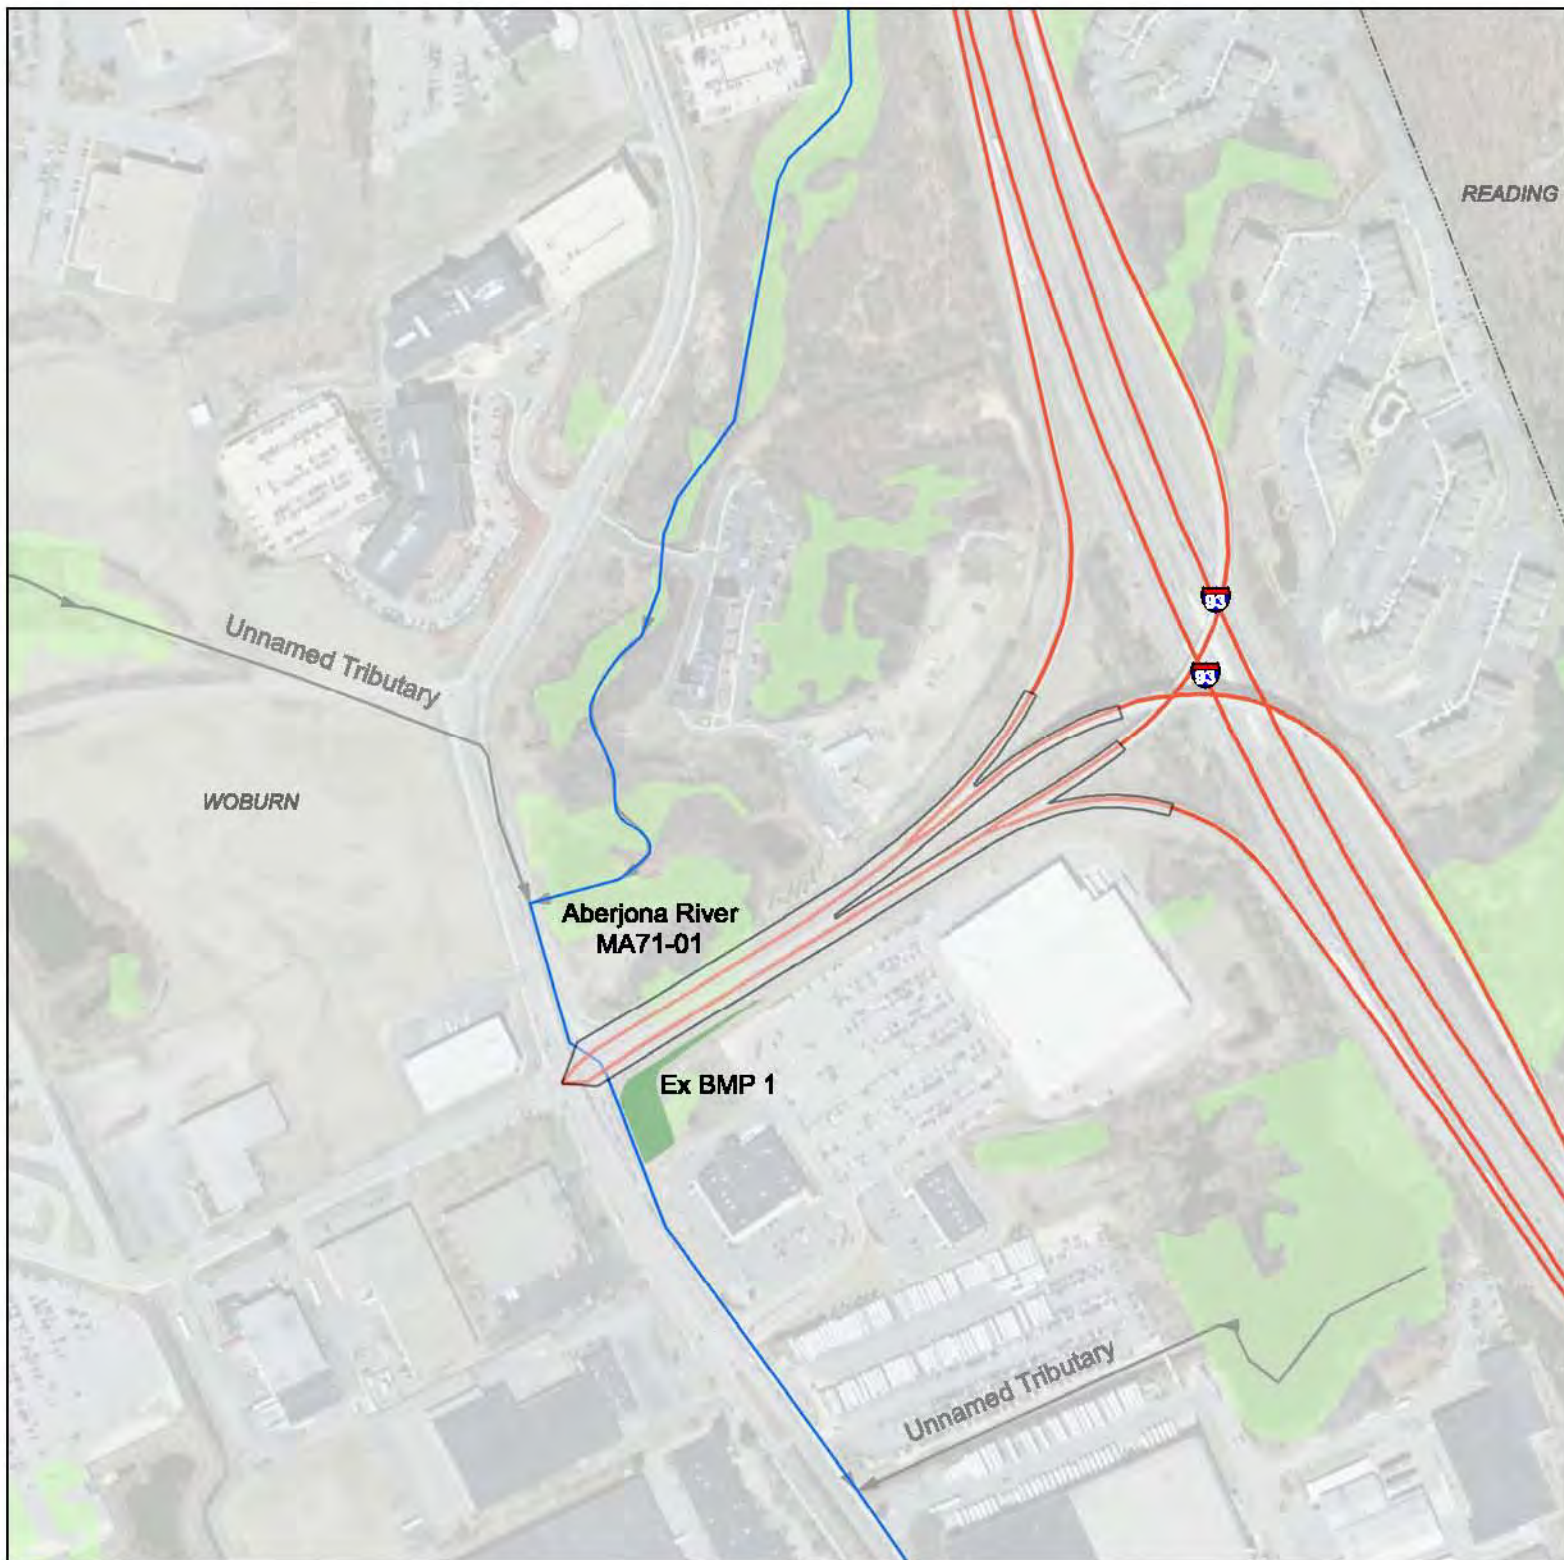 READING
Unnamed Tributary
93
93
WOBURN
Aberjona River
MA71-01
Ex BMP 1
Unnamed Tributary